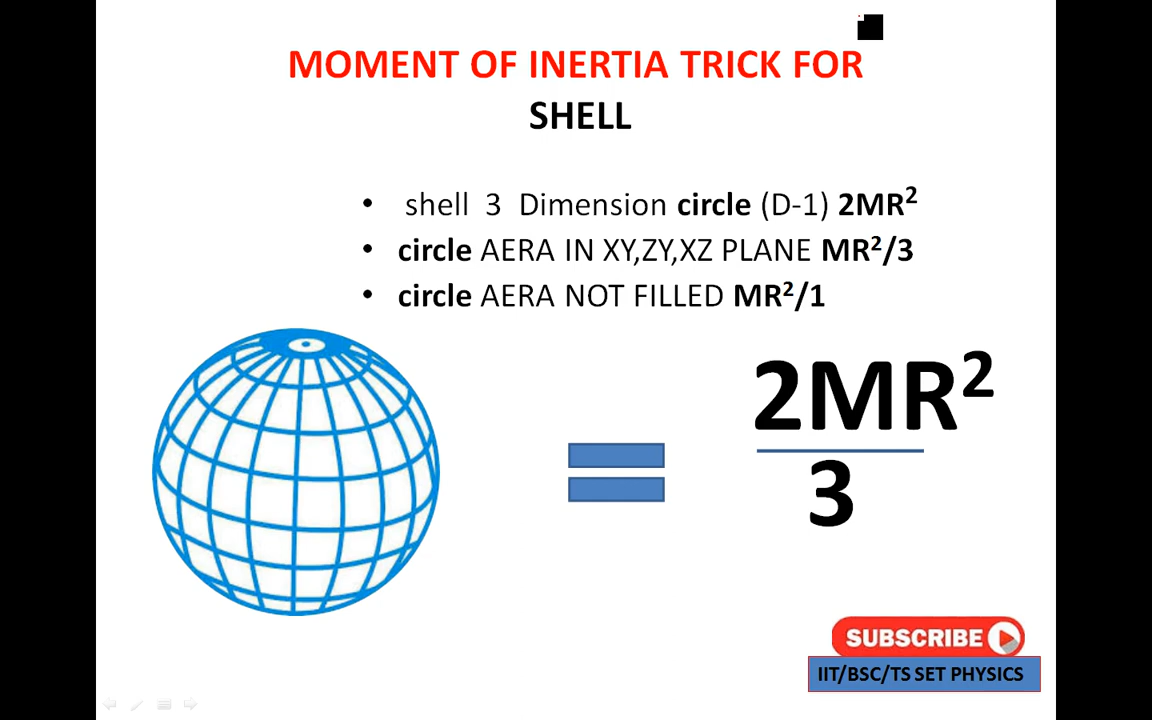 MOMENT OF INERTIA TRICK FOR
SHELL
• shell 3 Dimension circle (D-1) 2MR²
• circle AERA IN XY,ZY,XZ PLANE MR²/3
• circle AERA NOT FILLED MR²/1
2MR²
3
SUBSCRIBE
IIT/BSC/TS SET PHYSICS